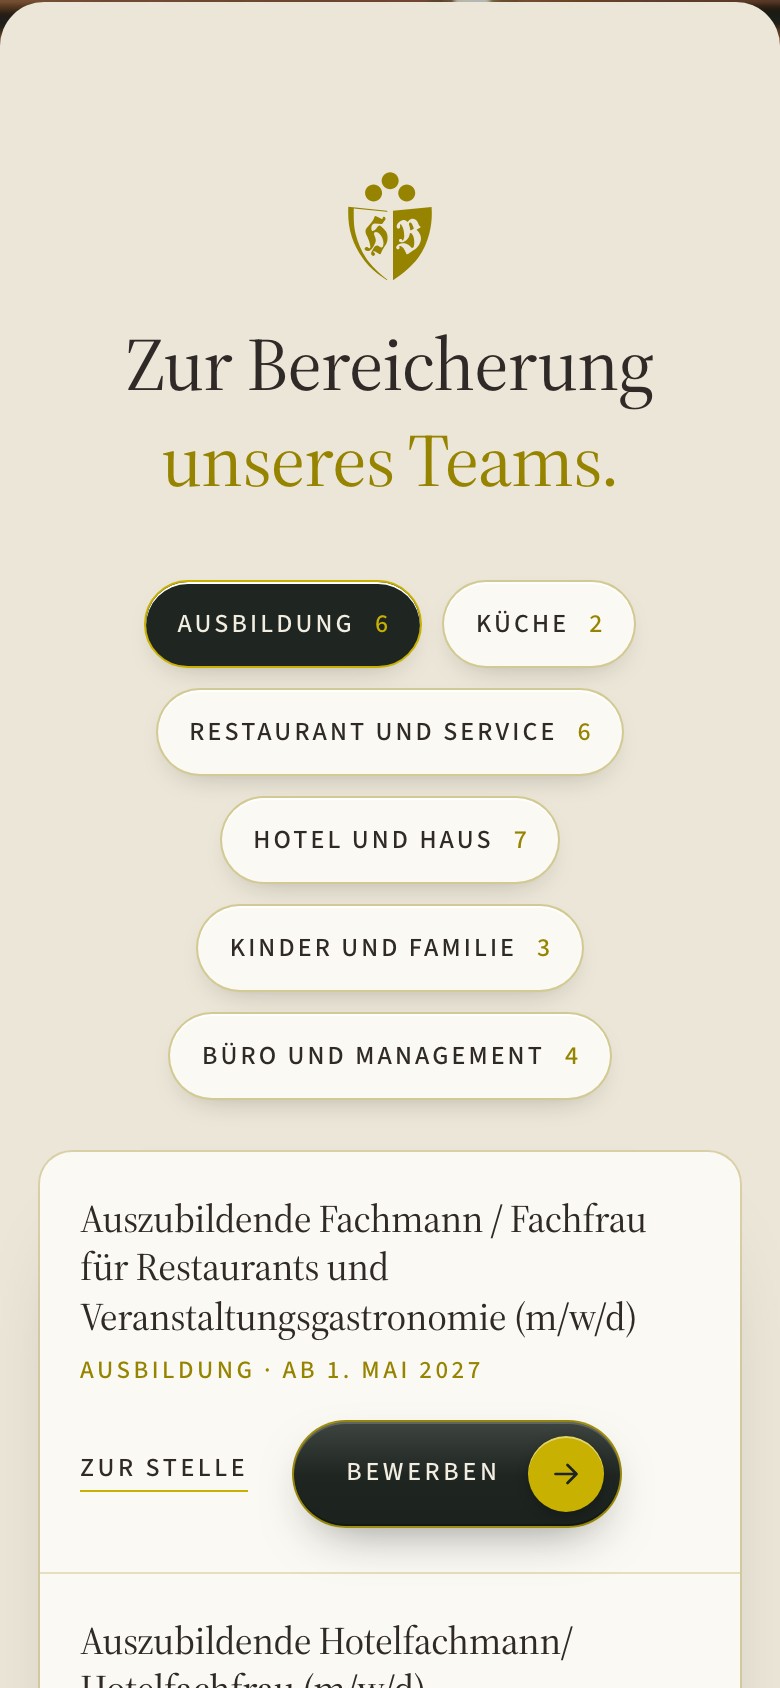 HB
Zur Bereicherung
unseres Teams.
AUSBILDUNG 6
KÜCHE 2
RESTAURANT UND SERVICE 6
HOTEL UND HAUS 7
KINDER UND FAMILIE 3
BÜRO UND MANAGEMENT 4
Auszubildende Fachmann / Fachfrau
für Restaurants und
Veranstaltungsgastronomie (m/w/d)
AUSBILDUNG · AB 1. MAI 2027
ZUR STELLE
BEWERBEN
Auszubildende Hotelfachmann/
Hotelfachfrau (m/w/d)